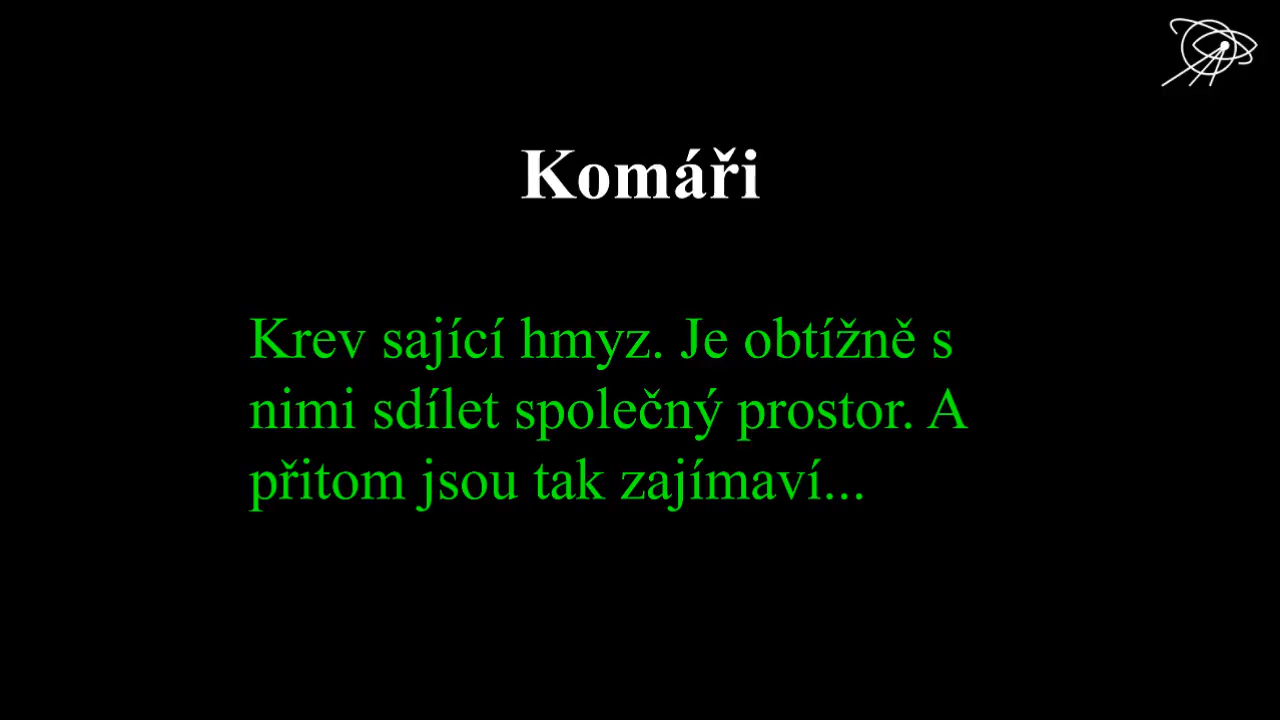 Komáři
Krev sající hmyz. Je obtížně s
nimi sdílet společný prostor. A
přitom jsou tak zajímaví...